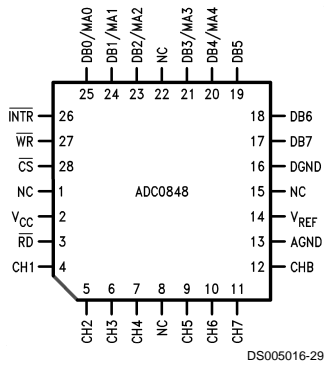 DB0/MA0
DB1/MA1
DB2/MA2
NC
DB3/MA3
DB4/MA4
DB5
25 24 23 22 21 20 19
INTR 26
WR 27
CS 28
NC 1
VCC 2
RD 3
CH1 4
ADC0848
18 DB6
17 DB7
16 DGND
15 NC
14 VREF
13 AGND
12 CHB
5 6 7 8 9 10 11
CH2
CH3
CH4
NC
CH5
CH6
CH7
DS005016-29